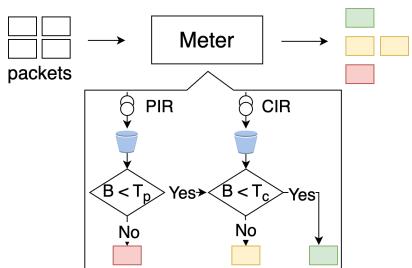 Meter
packets
PIR
CIR
B < Tp
Yes
B < Tc
Yes
No
No